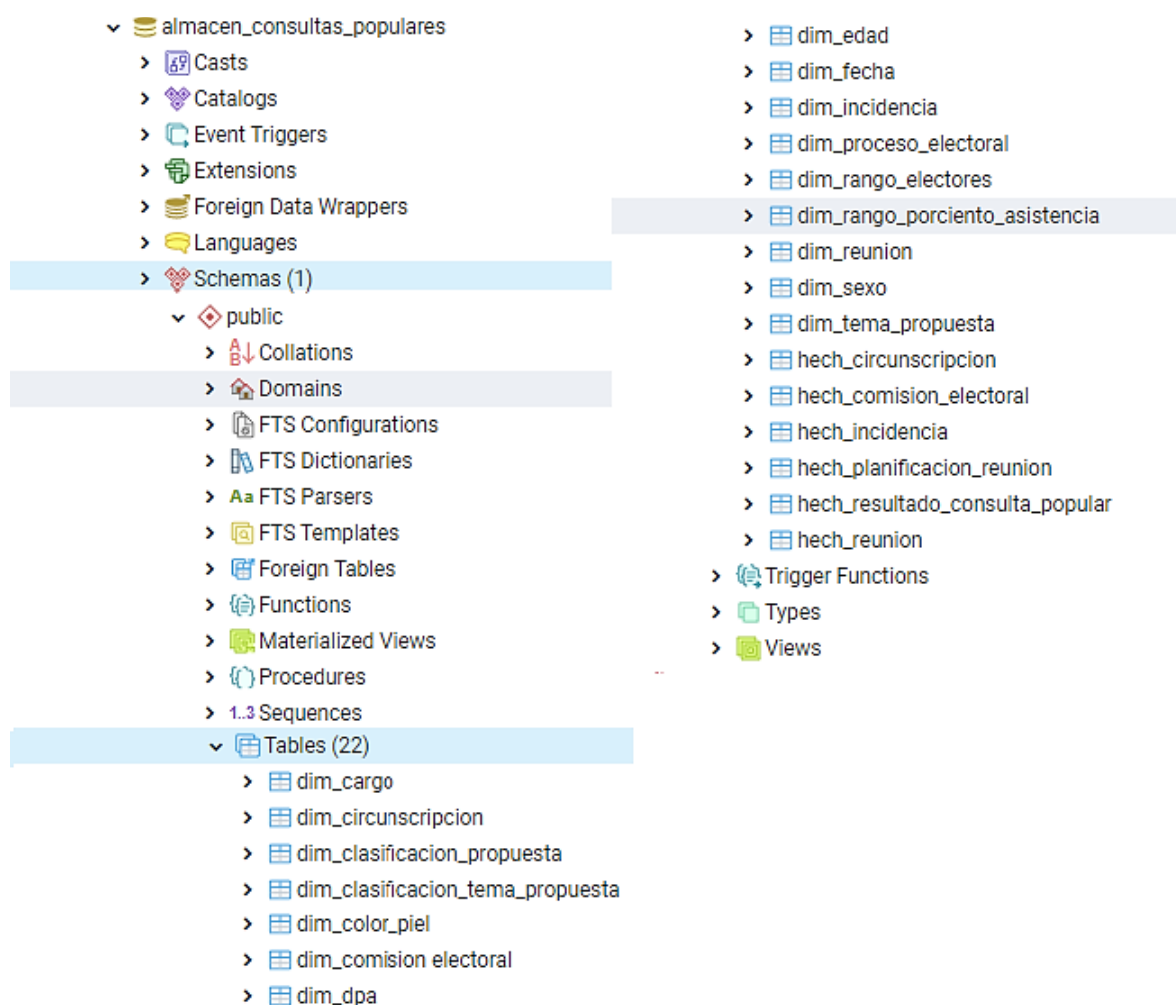 almacen_consultas_populares
Casts
Catalogs
Event Triggers
Extensions
Foreign Data Wrappers
Languages
Schemas (1)
public
Collations
Domains
FTS Configurations
FTS Dictionaries
Aa FTS Parsers
FTS Templates
Foreign Tables
Functions
Materialized Views
Procedures
1..3 Sequences
Tables (22)
dim_cargo
dim_circunscripcion
dim_clasificacion_propuesta
dim_clasificacion_tema_propuesta
dim_color_piel
dim_comision electoral
dim_dpa
dim_edad
dim_fecha
dim_incidencia
dim_proceso_electoral
dim_rango_electores
dim_rango_porciento_asistencia
dim_reunion
dim_sexo
dim_tema_propuesta
hech_circunscripcion
hech_comision_electoral
hech_incidencia
hech_planificacion_reunion
hech_resultado_consulta_popular
hech_reunion
Trigger Functions
Types
Views